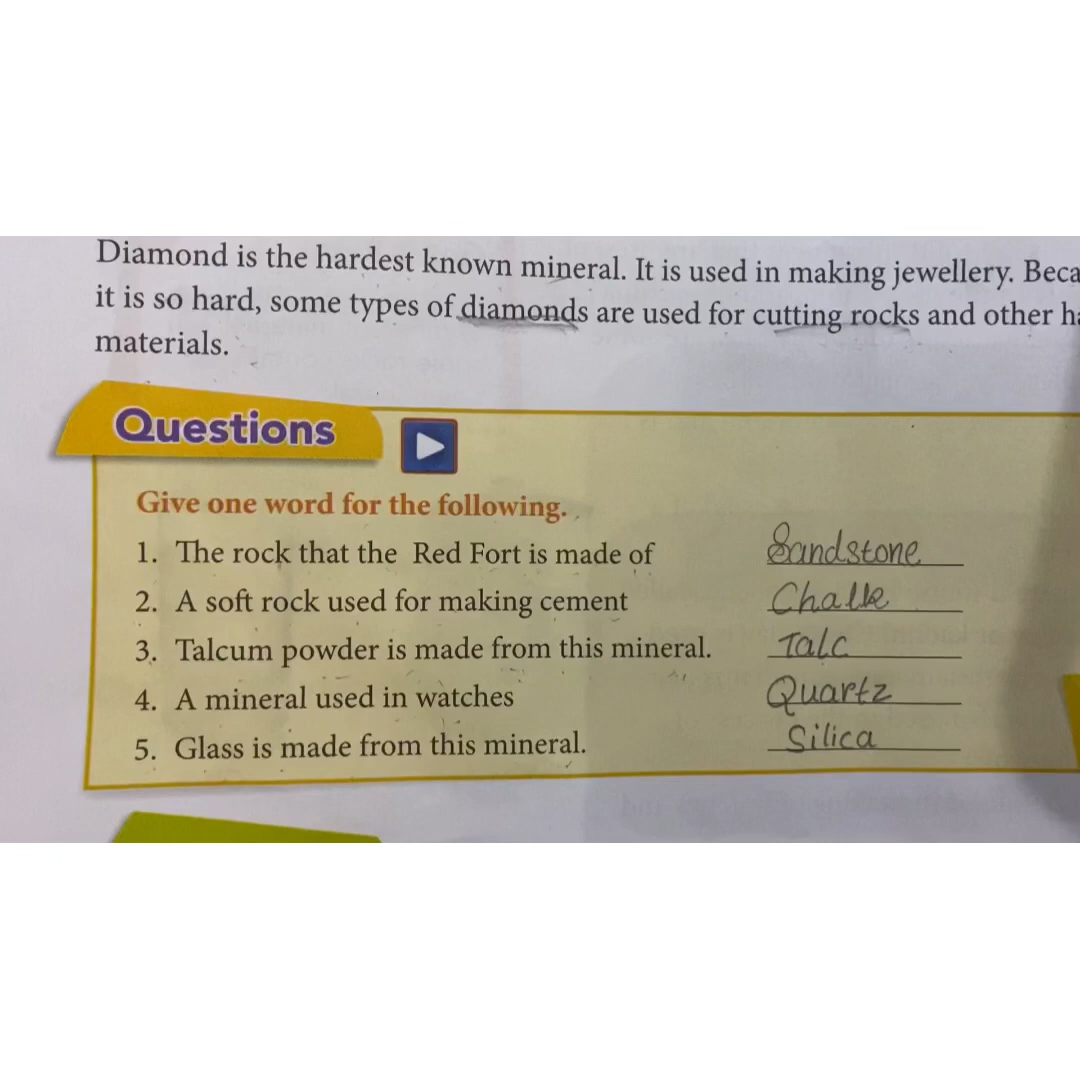 Diamond is the hardest known mineral. It is used in making jewellery. Beca
it is so hard, some types of diamonds are used for cutting rocks and other ha
materials.
Questions
Give one word for the following.
1. The rock that the Red Fort is made of Sandstone
2. A soft rock used for making cement Chalk
3. Talcum powder is made from this mineral. Talc
4. A mineral used in watches Quartz
5. Glass is made from this mineral. Silica